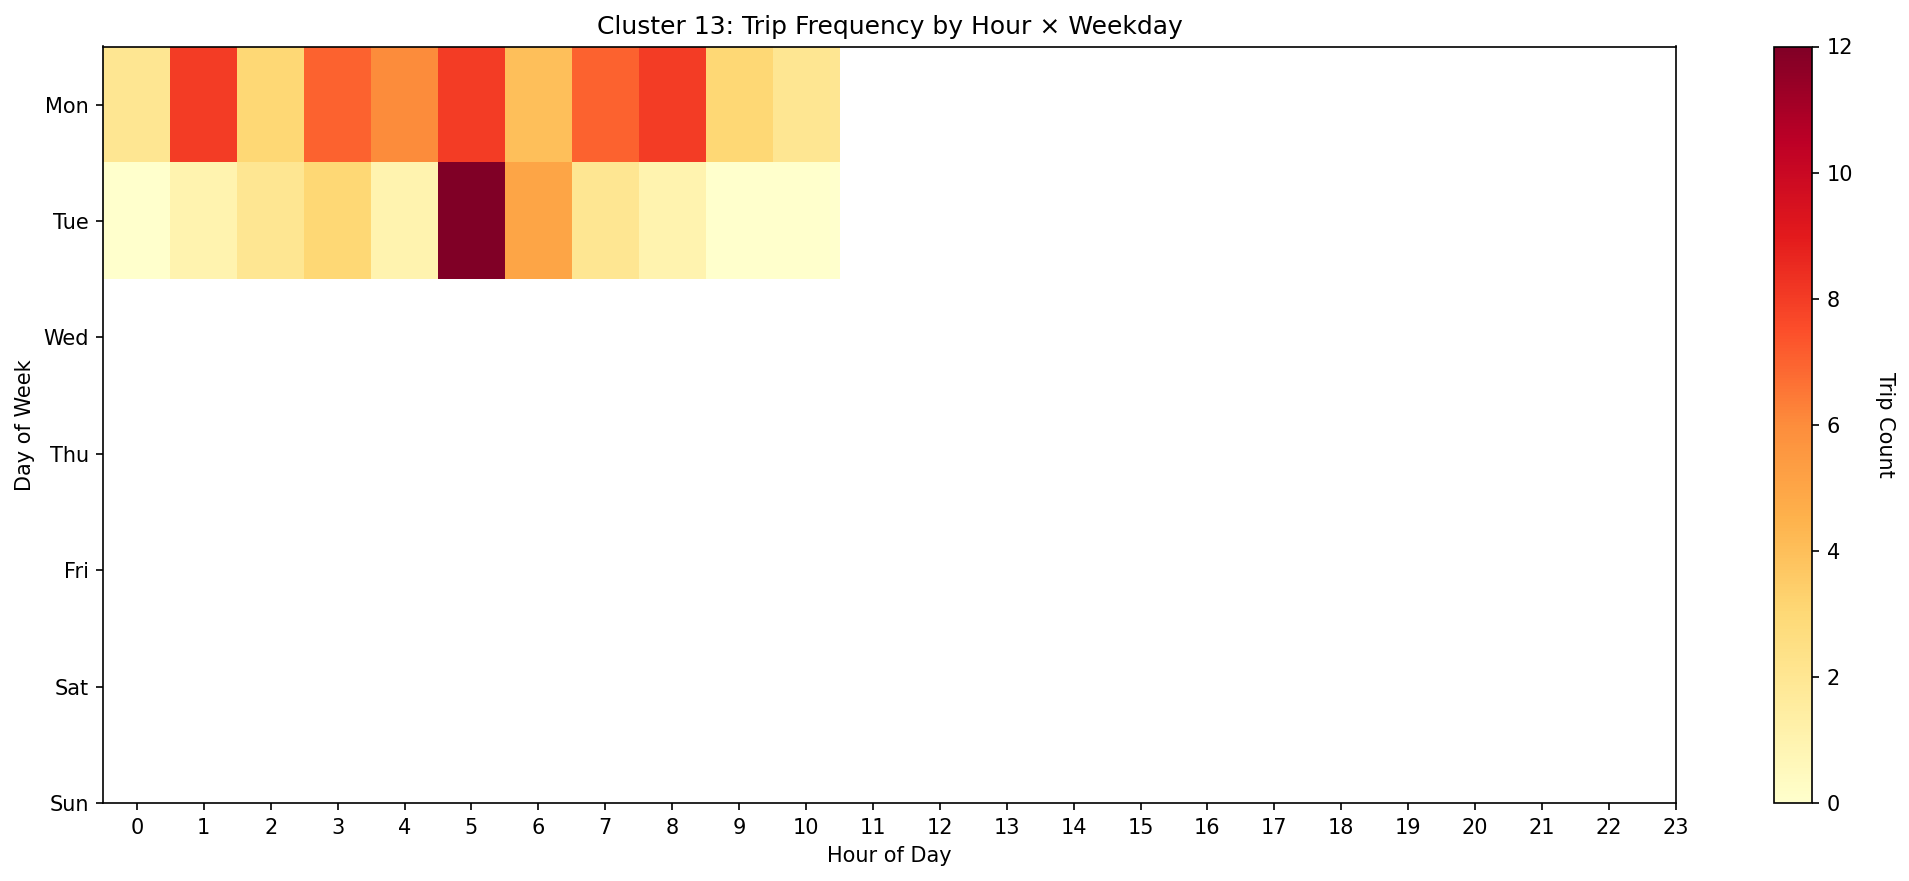 Cluster 13: Trip Frequency by Hour × Weekday
Day of Week
Mon
Tue
Wed
Thu
Fri
Sat
Sun
0 1 2 3 4 5 6 7 8 9 10 11 12 13 14 15 16 17 18 19 20 21 22 23
Hour of Day
12
10
8
6
4
2
0
Trip Count